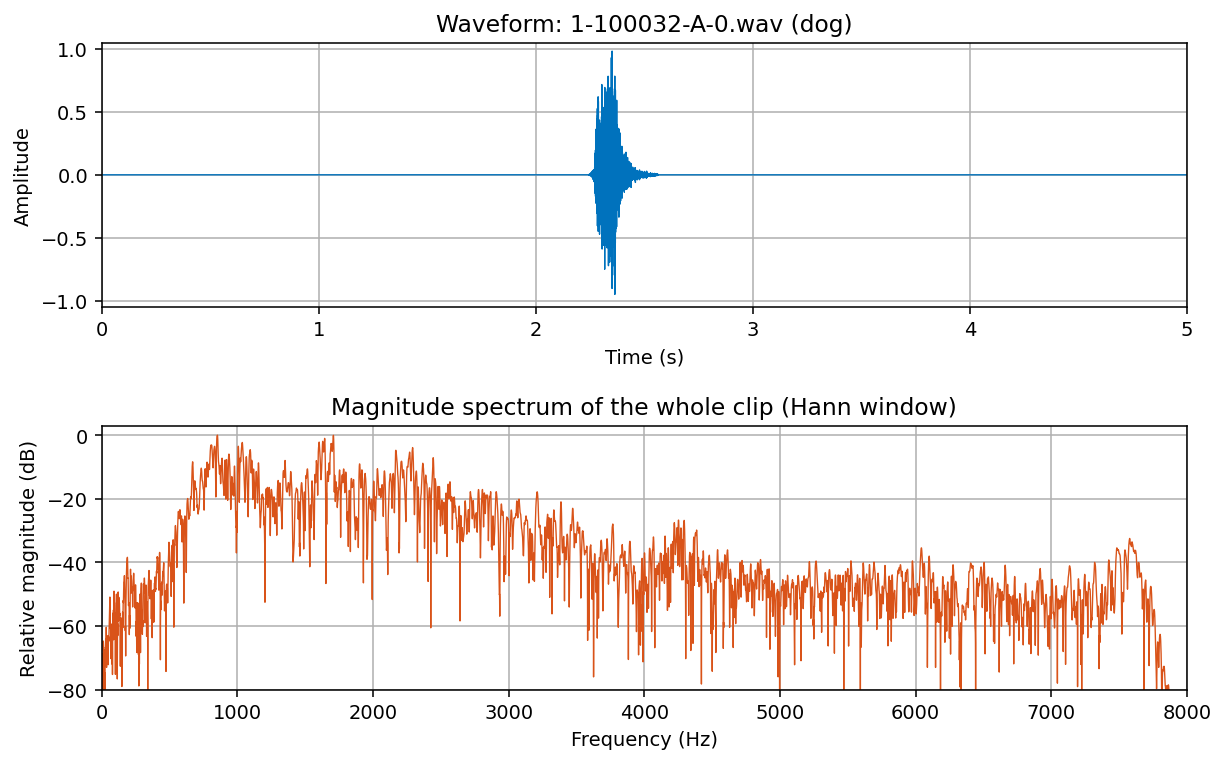 Waveform: 1-100032-A-0.wav (dog)
Amplitude
1.0
0.5
0.0
−0.5
−1.0
0 1 2 3 4 5
Time (s)
Magnitude spectrum of the whole clip (Hann window)
Relative magnitude (dB)
0
−20
−40
−60
−80
0 1000 2000 3000 4000 5000 6000 7000 8000
Frequency (Hz)